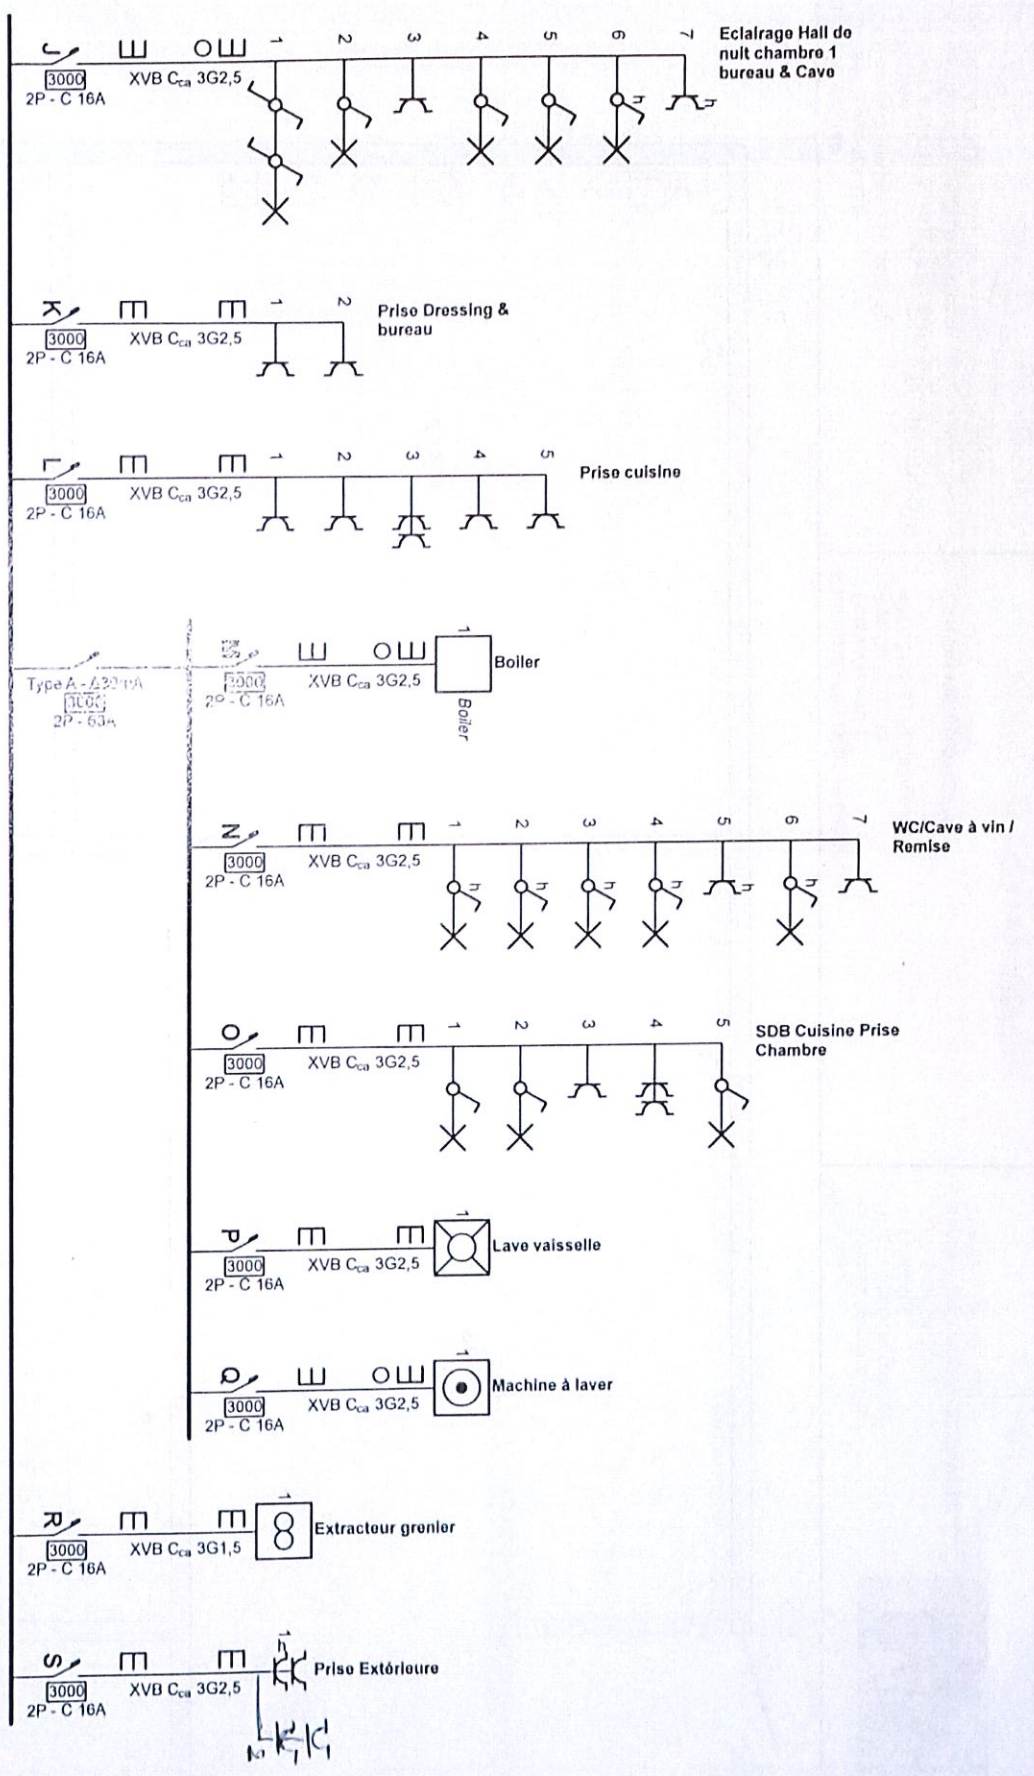 J
3000
2P - C 16A
XVB Cca 3G2,5
1 2 3 4 5 6 7
h h
Eclairage Hall de
nuit chambre 1
bureau & Cave
K
3000
2P - C 16A
XVB Cca 3G2,5
1 2
Prise Dressing &
bureau
L
3000
2P - C 16A
XVB Cca 3G2,5
1 2 3 4 5
Prise cuisine
Type A -
2P - 63A
3000
2P - C 16A
XVB Cca 3G2,5
1
Boiler
Boiler
N
3000
2P - C 16A
XVB Cca 3G2,5
1 2 3 4 5 6 7
h h h h h h
WC/Cave à vin /
Remise
O
3000
2P - C 16A
XVB Cca 3G2,5
1 2 3 4 5
SDB Cuisine Prise
Chambre
P
3000
2P - C 16A
XVB Cca 3G2,5
1
Lave vaisselle
Q
3000
2P - C 16A
XVB Cca 3G2,5
1
Machine à laver
R
3000
2P - C 16A
XVB Cca 3G1,5
1
Extracteur grenier
S
3000
2P - C 16A
XVB Cca 3G2,5
1
h
Prise Extérieure
2